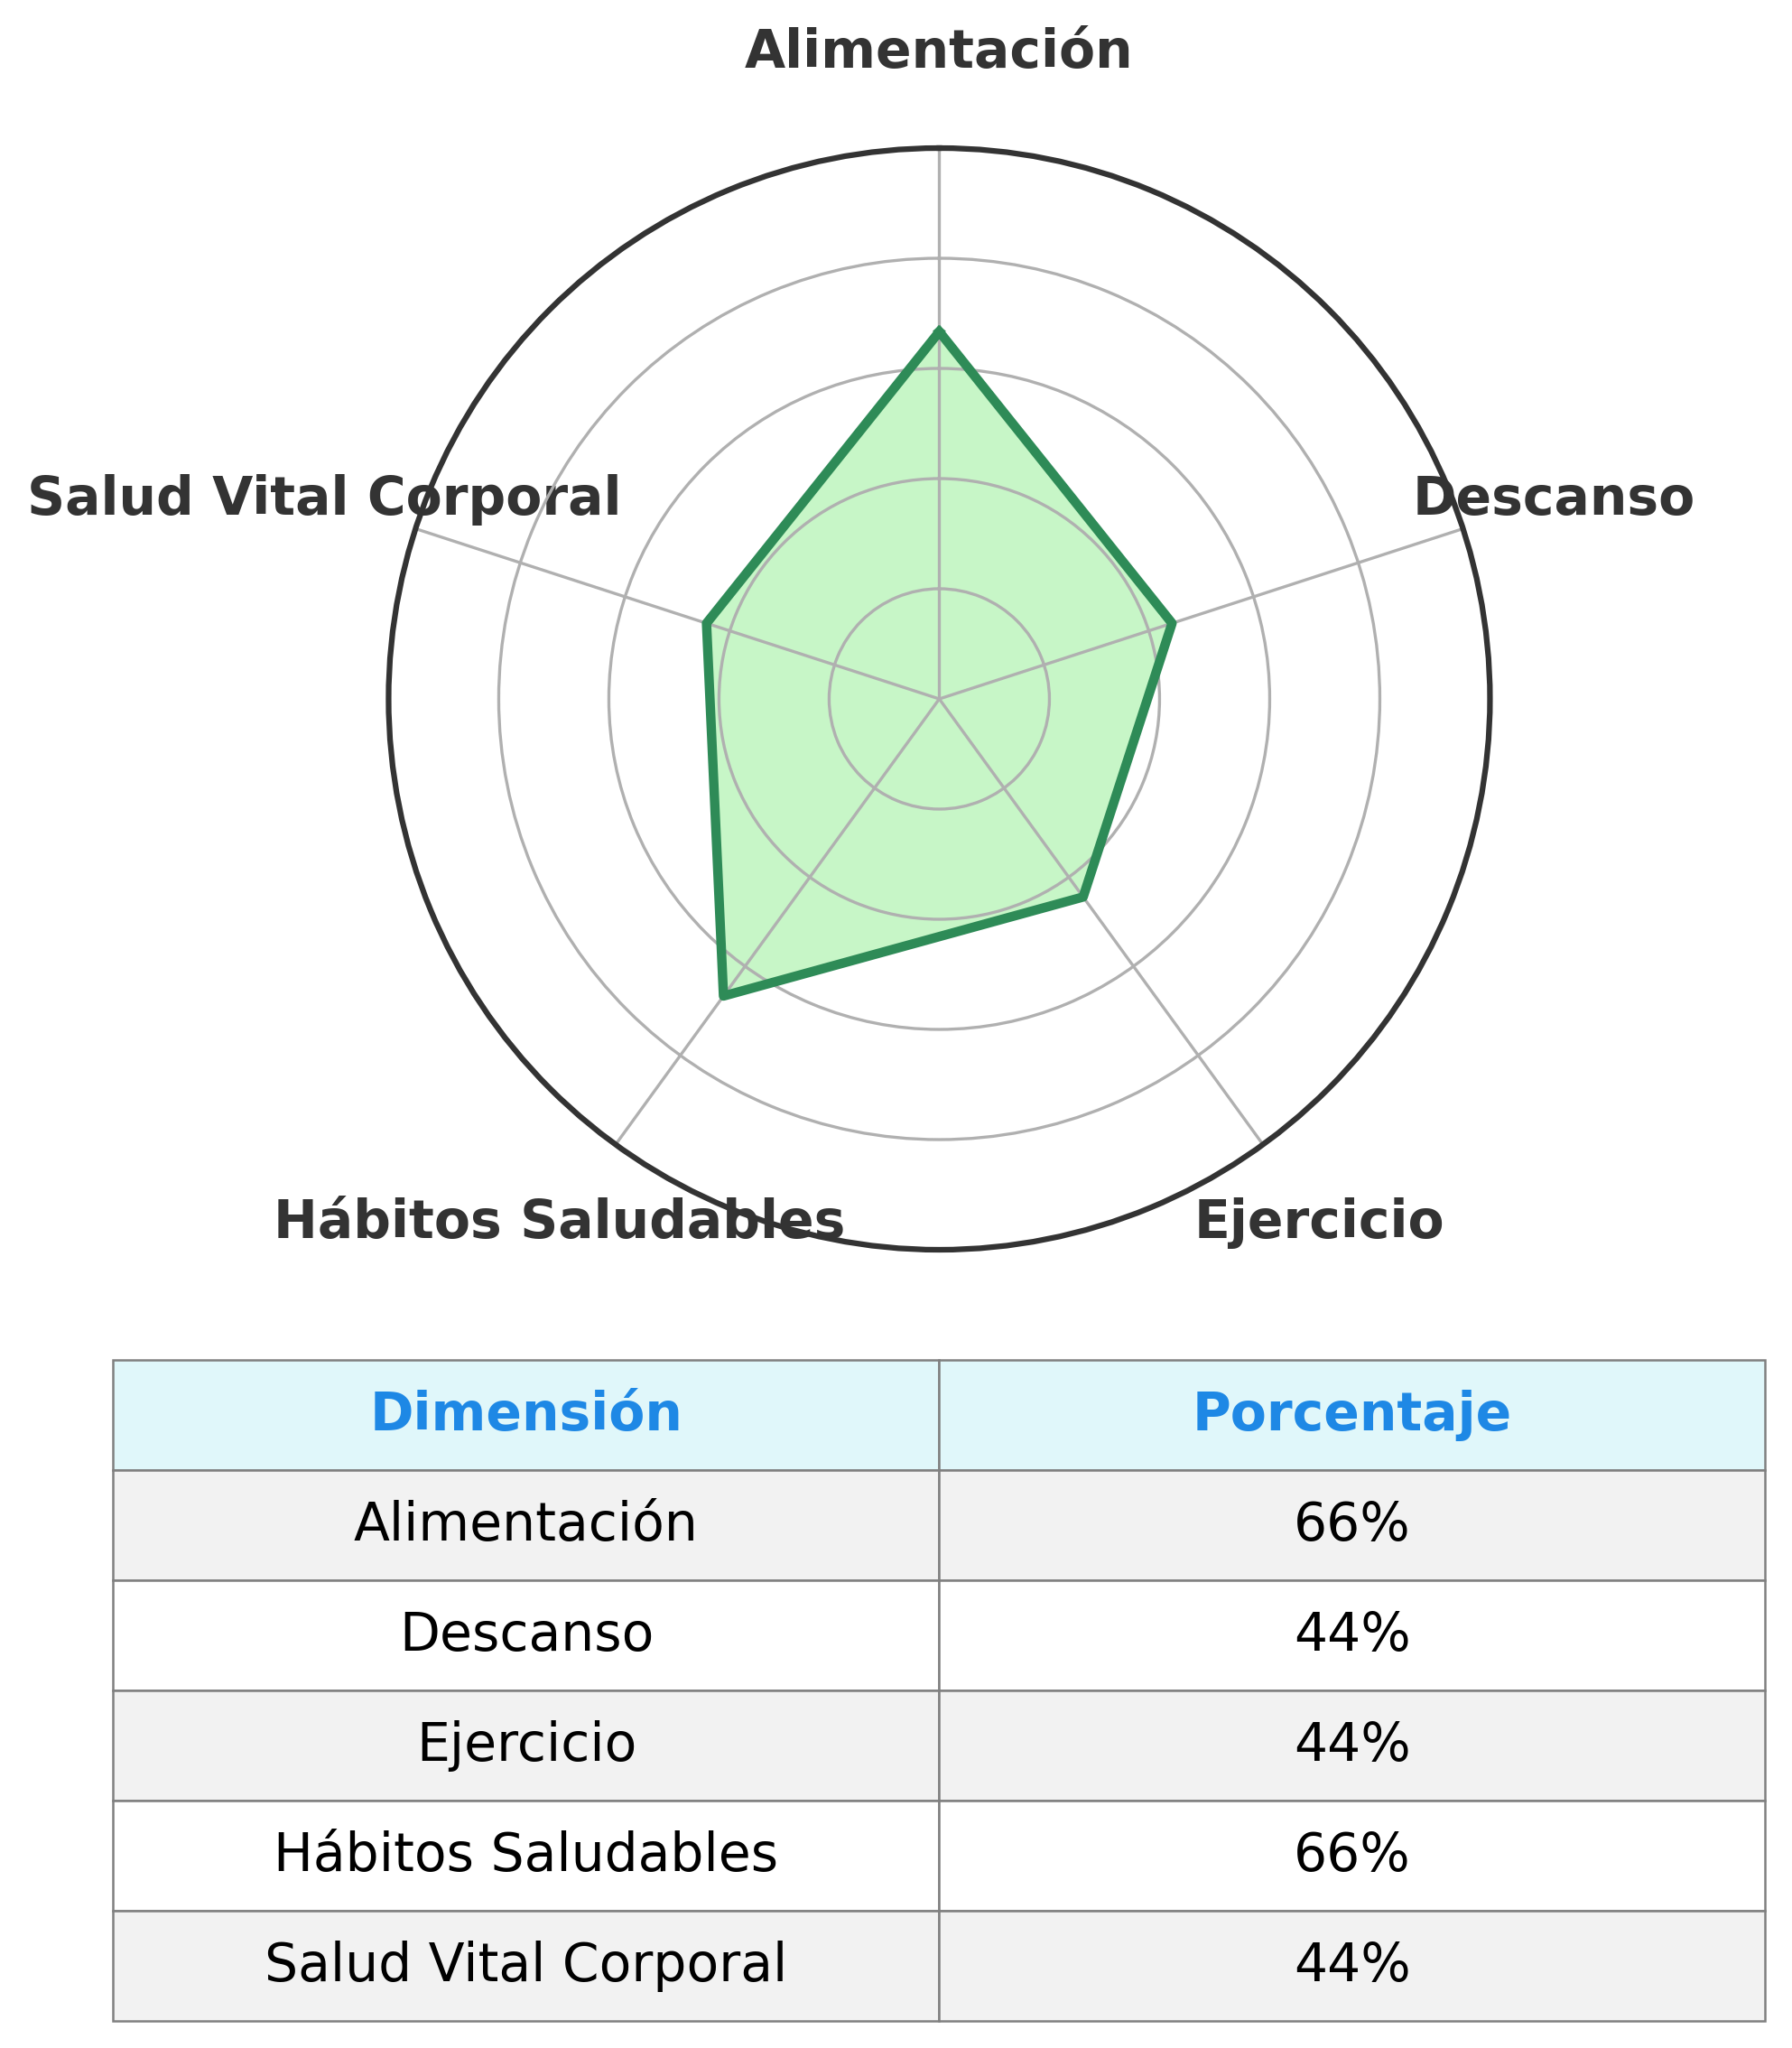 Alimentación
Salud Vital Corporal
Descanso
Hábitos Saludables
Ejercicio
Dimensión Porcentaje
Alimentación 66%
Descanso 44%
Ejercicio 44%
Hábitos Saludables 66%
Salud Vital Corporal 44%